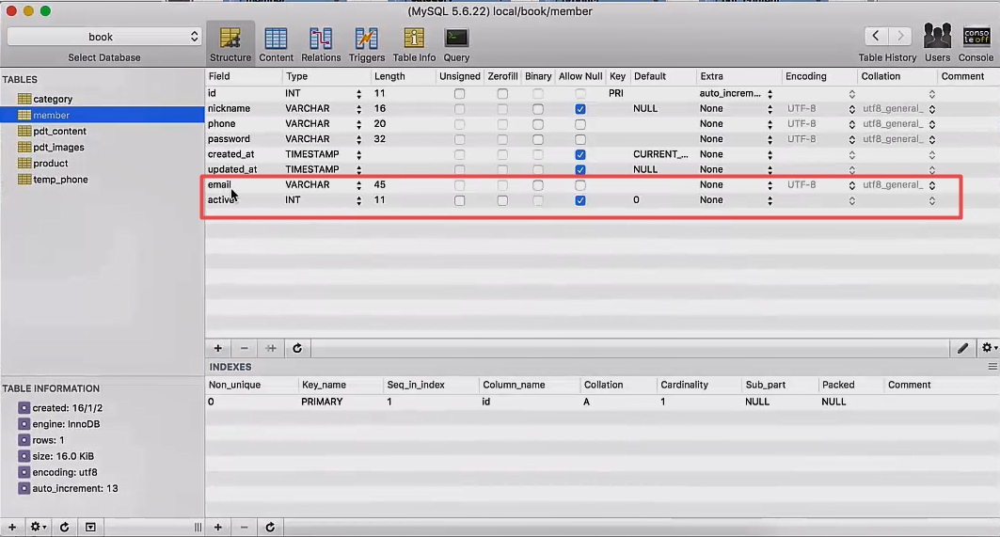 (MySQL 5.6.22) local/book/member
book
Select Database
Structure Content Relations Triggers Table Info Query
Table History Users Console
conso
le off
TABLES
category
member
pdt_content
pdt_images
product
temp_phone
Field Type Length Unsigned Zerofill Binary Allow Null Key Default Extra Encoding Collation Comment
id INT 11 PRI auto_increm...
nickname VARCHAR 16 NULL None UTF-8 utf8_general_
phone VARCHAR 20 None UTF-8 utf8_general_
password VARCHAR 32 None UTF-8 utf8_general_
created_at TIMESTAMP CURRENT_... None
updated_at TIMESTAMP NULL None
email VARCHAR 45 None UTF-8 utf8_general_
active INT 11 0 None
INDEXES
Non_unique Key_name Seq_in_index Column_name Collation Cardinality Sub_part Packed Comment
0 PRIMARY 1 id A 1 NULL NULL
TABLE INFORMATION
created: 16/1/2
engine: InnoDB
rows: 1
size: 16.0 KiB
encoding: utf8
auto_increment: 13